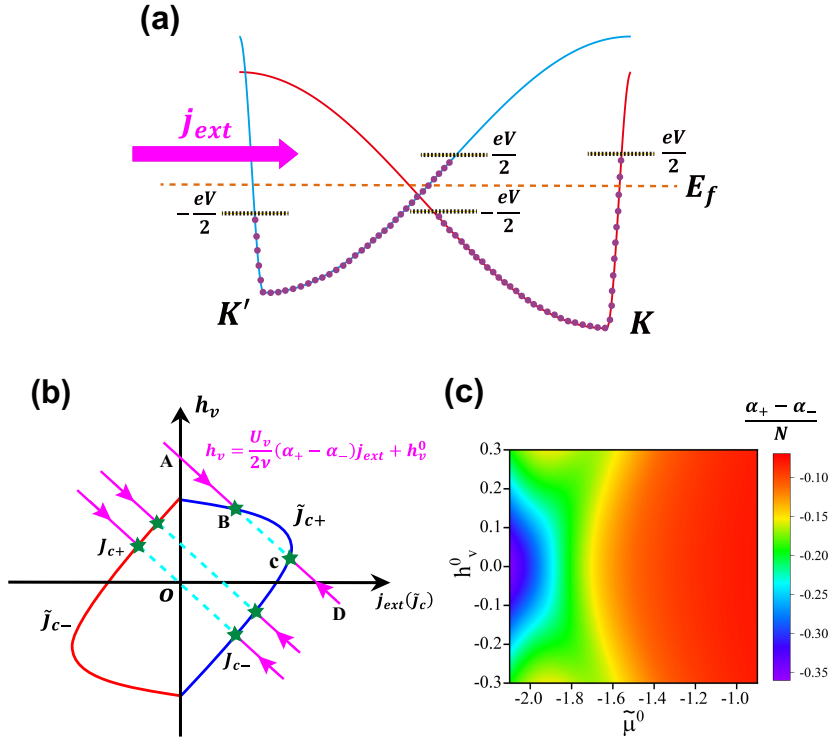 (a)
j_ext
eV/2
eV/2
E_f
-eV/2
-eV/2
K'
K
(b)
h_v
h_v = U_v/2ν (α_+ − α_−)j_ext + h_v^0
A
B
j̃_c+
J_c+
c
O
j_ext(j̃_c)
D
j̃_c−
J_c−
(c)
α_+ − α_−
N
0.3
0.2
0.1
0.0
-0.1
-0.2
-0.3
h_v^0
-2.0 -1.8 -1.6 -1.4 -1.2 -1.0
μ̃^0
-0.10
-0.15
-0.20
-0.25
-0.30
-0.35